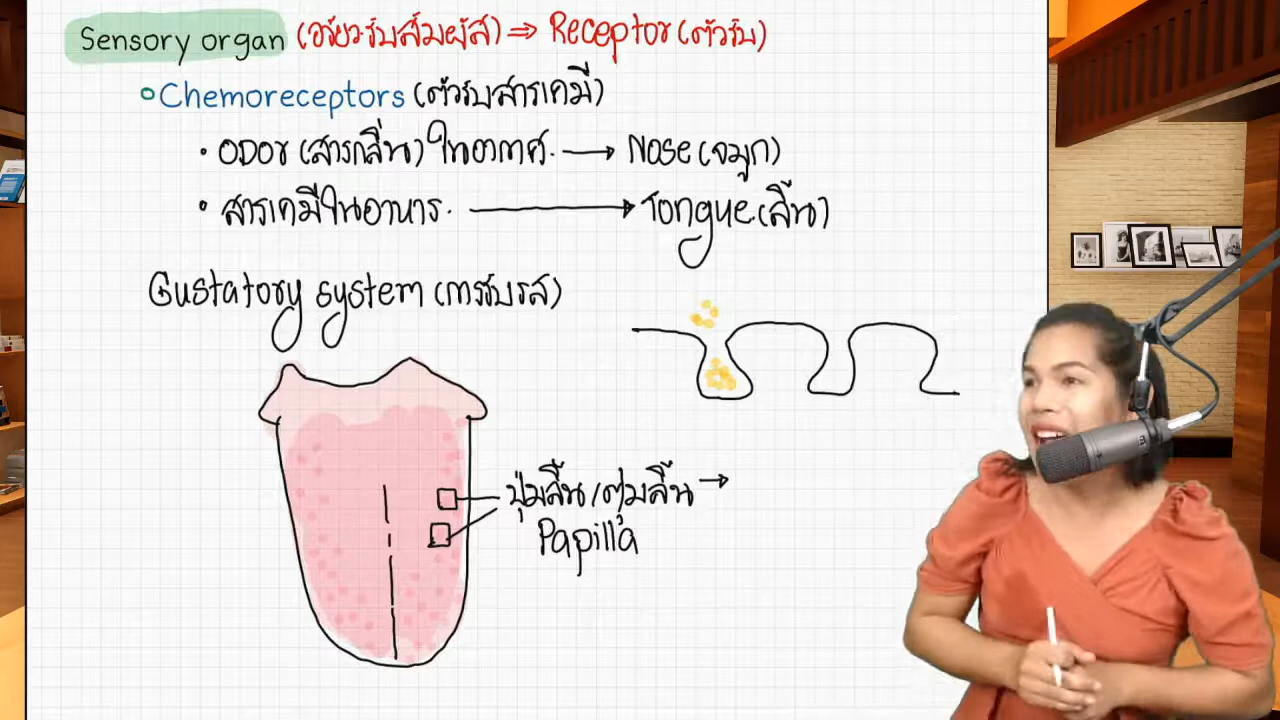 Sensory organ (อวัยวะรับสัมผัส) ⇒ Receptor (ตัวรับ)
Chemoreceptors (ตัวรับสารเคมี)
• ODOR (สารกลิ่น) ในอากาศ → Nose (จมูก)
• สารเคมีในอาหาร → Tongue (ลิ้น)
Gustatory system (การรับรส)
ปุ่มลิ้น/ตุ่มลิ้น →
Papilla